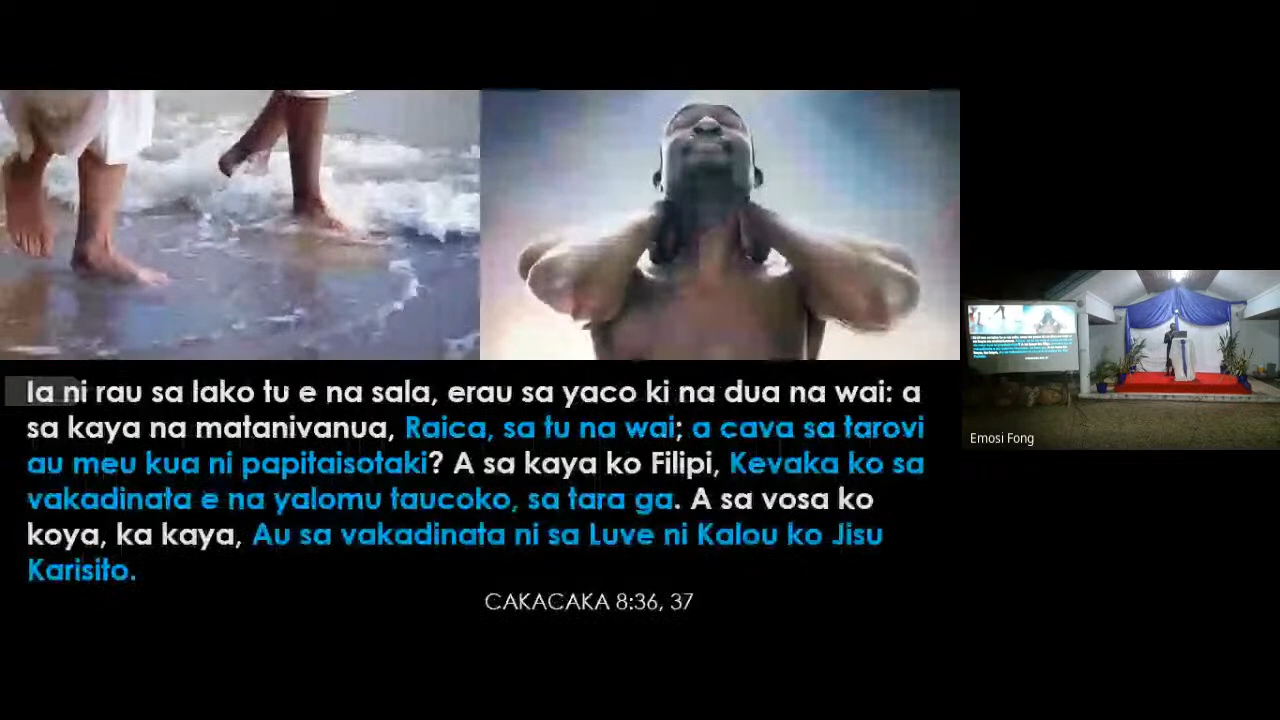 Ia ni rau sa lako tu e na sala, erau sa yaco ki na dua na wai: a
sa kaya na matanivanua, Raica, sa tu na wai; a cava sa tarovi
au meu kua ni papitaisotaki? A sa kaya ko Filipi, Kevaka ko sa
vakadinata e na yalomu taucoko, sa tara ga. A sa vosa ko
koya, ka kaya, Au sa vakadinata ni sa Luve ni Kalou ko Jisu
Karisito.
CAKACAKA 8:36, 37
Emosi Fong